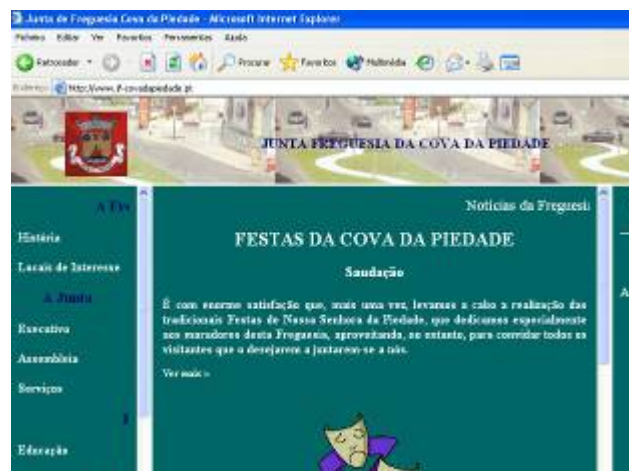 Junta de Freguesia Cova da Piedade - Microsoft Internet Explorer
Ficheiro Editar Ver Favoritos Ferramentas Ajuda
Retroceder Procurar Favoritos Multimédia
Endereço http://www.jf-covadapiedade.pt
JUNTA FREGUESIA DA COVA DA PIEDADE
Notícias da Freguesi
FESTAS DA COVA DA PIEDADE
Saudação
É com enorme satisfação que, mais uma vez, levamos a cabo a realização das
tradicionais Festas de Nossa Senhora da Piedade, que dedicamos especialmente
aos moradores desta Freguesia, aproveitando, no entanto, para convidar todos os
visitantes que o desejarem a juntarem-se a nós.
Ver mais »
História
Locais de Interesse
A Junta
Executivo
Assembleia
Serviços
Educação